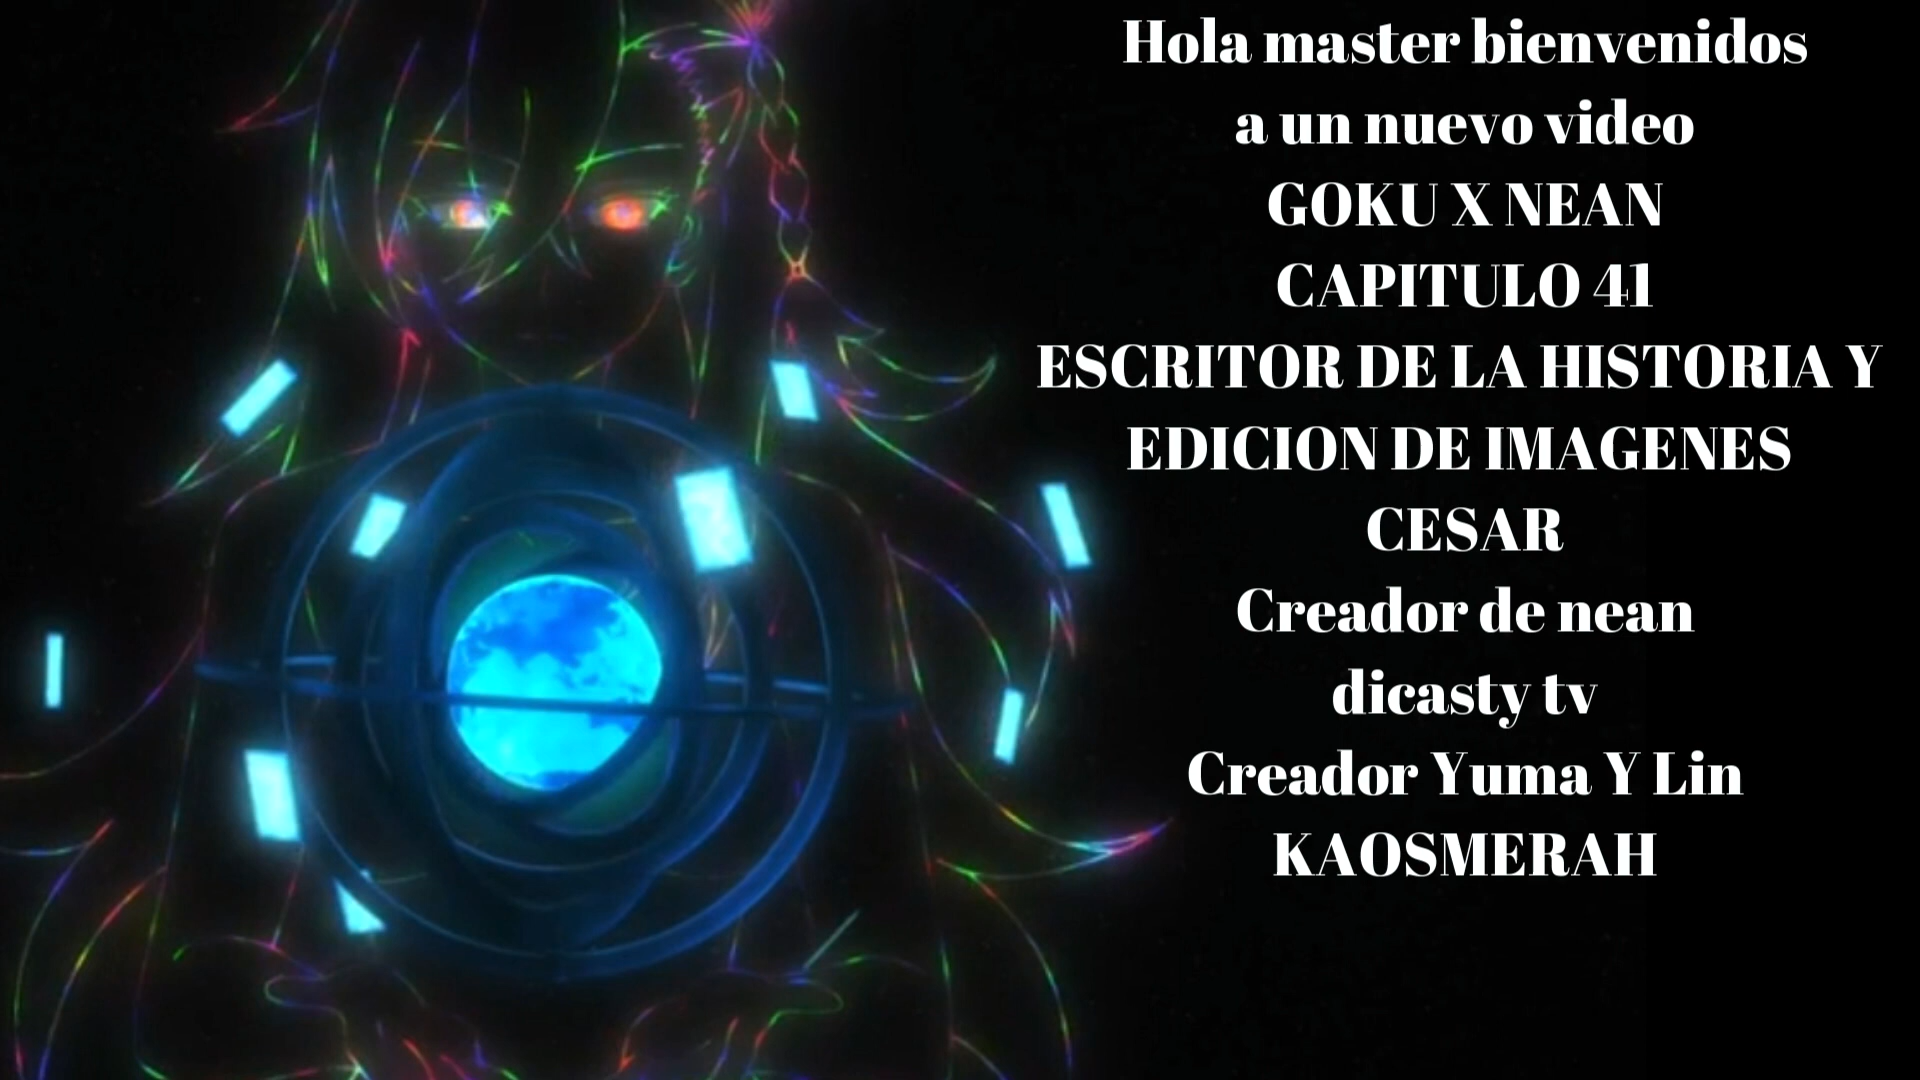 Hola master bienvenidos
a un nuevo video
GOKU X NEAN
CAPITULO 41
ESCRITOR DE LA HISTORIA Y
EDICION DE IMAGENES
CESAR
Creador de nean
dicasty tv
Creador Yuma Y Lin
KAOSMERAH